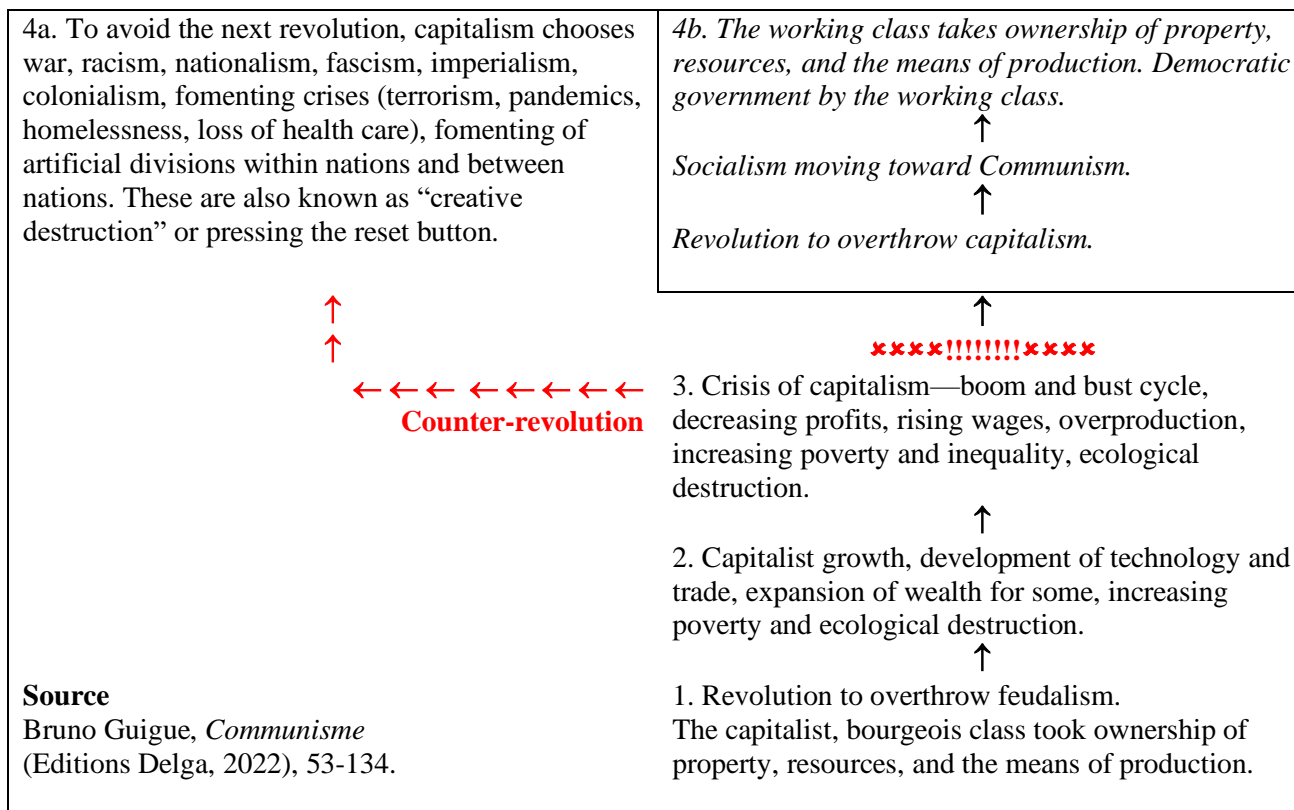 4a. To avoid the next revolution, capitalism chooses
war, racism, nationalism, fascism, imperialism,
colonialism, fomenting crises (terrorism, pandemics,
homelessness, loss of health care), fomenting of
artificial divisions within nations and between
nations. These are also known as “creative
destruction” or pressing the reset button.
4b. The working class takes ownership of property,
resources, and the means of production. Democratic
government by the working class.
↑
Socialism moving toward Communism.
↑
Revolution to overthrow capitalism.
↑
↑
← ← ← ← ← ← ← ←
Counter-revolution
↑
✘✘✘✘!!!!!!!!✘✘✘✘
3. Crisis of capitalism—boom and bust cycle,
decreasing profits, rising wages, overproduction,
increasing poverty and inequality, ecological
destruction.
↑
2. Capitalist growth, development of technology and
trade, expansion of wealth for some, increasing
poverty and ecological destruction.
↑
1. Revolution to overthrow feudalism.
The capitalist, bourgeois class took ownership of
property, resources, and the means of production.
Source
Bruno Guigue, Communisme
(Editions Delga, 2022), 53-134.